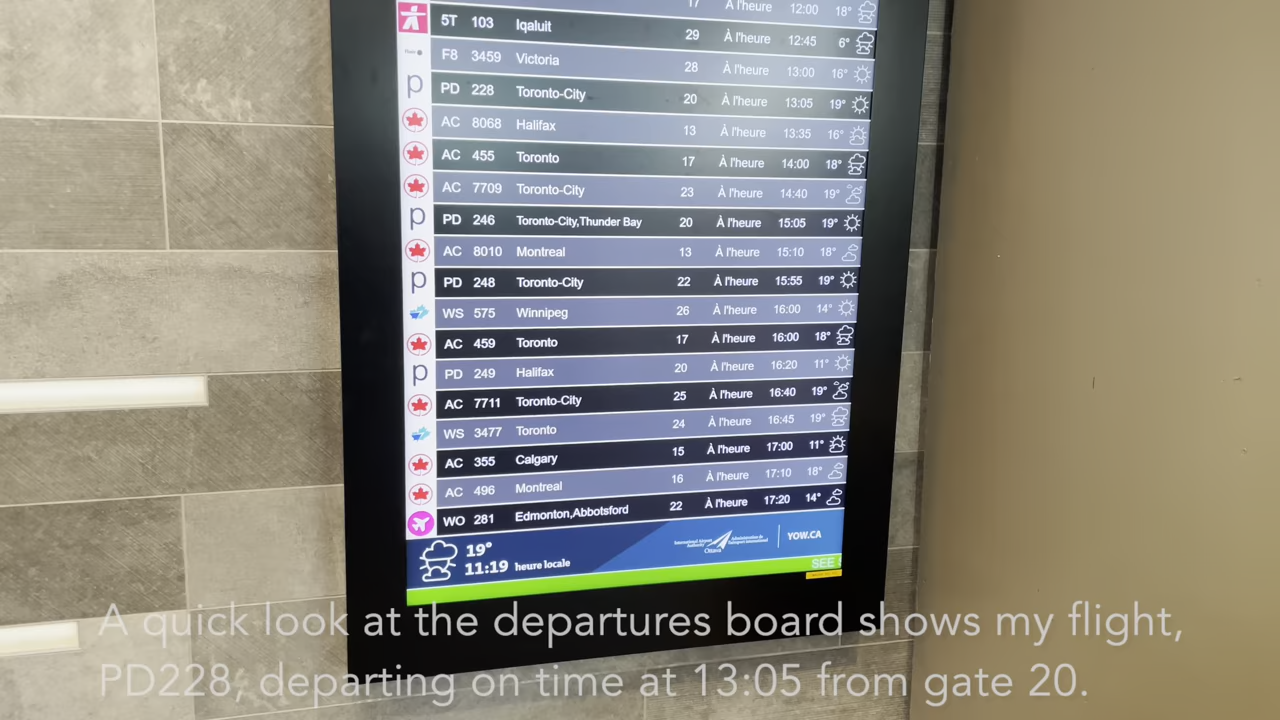 17 À l'heure 12:00 18°
5T 103 Iqaluit 29 À l'heure 12:45 6°
F8 3459 Victoria 28 À l'heure 13:00 16°
p PD 228 Toronto-City 20 À l'heure 13:05 19°
AC 8068 Halifax 13 À l'heure 13:35 16°
AC 455 Toronto 17 À l'heure 14:00 18°
AC 7709 Toronto-City 23 À l'heure 14:40 19°
p PD 246 Toronto-City,Thunder Bay 20 À l'heure 15:05 19°
AC 8010 Montreal 13 À l'heure 15:10 18°
p PD 248 Toronto-City 22 À l'heure 15:55 19°
WS 575 Winnipeg 26 À l'heure 16:00 14°
AC 459 Toronto 17 À l'heure 16:00 18°
p PD 249 Halifax 20 À l'heure 16:20 11°
AC 7711 Toronto-City 25 À l'heure 16:40 19°
WS 3477 Toronto 24 À l'heure 16:45 19°
AC 355 Calgary 15 À l'heure 17:00 11°
AC 496 Montreal 16 À l'heure 17:10 18°
WO 281 Edmonton,Abbotsford 22 À l'heure 17:20 14°
19°
11:19 heure locale
Ottawa
YOW.CA
SEE
A quick look at the departures board shows my flight,
PD228, departing on time at 13:05 from gate 20.